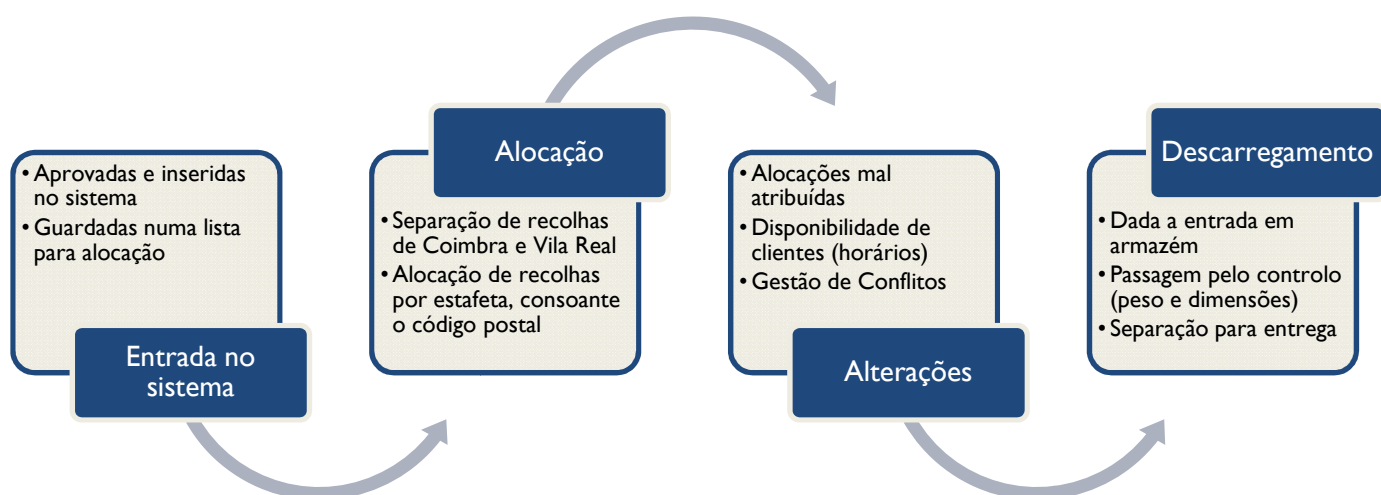 • Aprovadas e inseridas
no sistema
• Guardadas numa lista
para alocação
Entrada no
sistema
Alocação
• Separação de recolhas
de Coimbra e Vila Real
• Alocação de recolhas
por estafeta, consoante
o código postal
• Alocações mal
atribuídas
• Disponibilidade de
clientes (horários)
• Gestão de Conflitos
Alterações
Descarregamento
• Dada a entrada em
armazém
• Passagem pelo controlo
(peso e dimensões)
• Separação para entrega